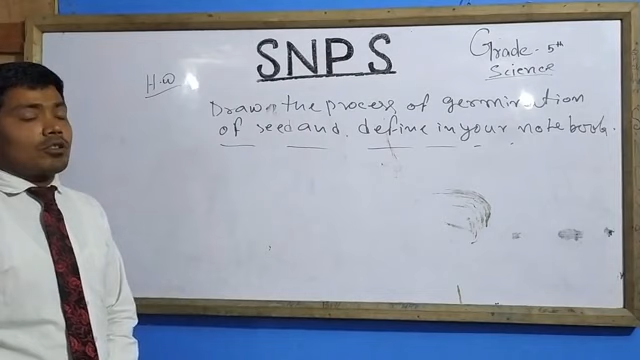 SNPS
Grade. 5th
Science
H.W
Draw the process of germination
of seed and define in your notebook.